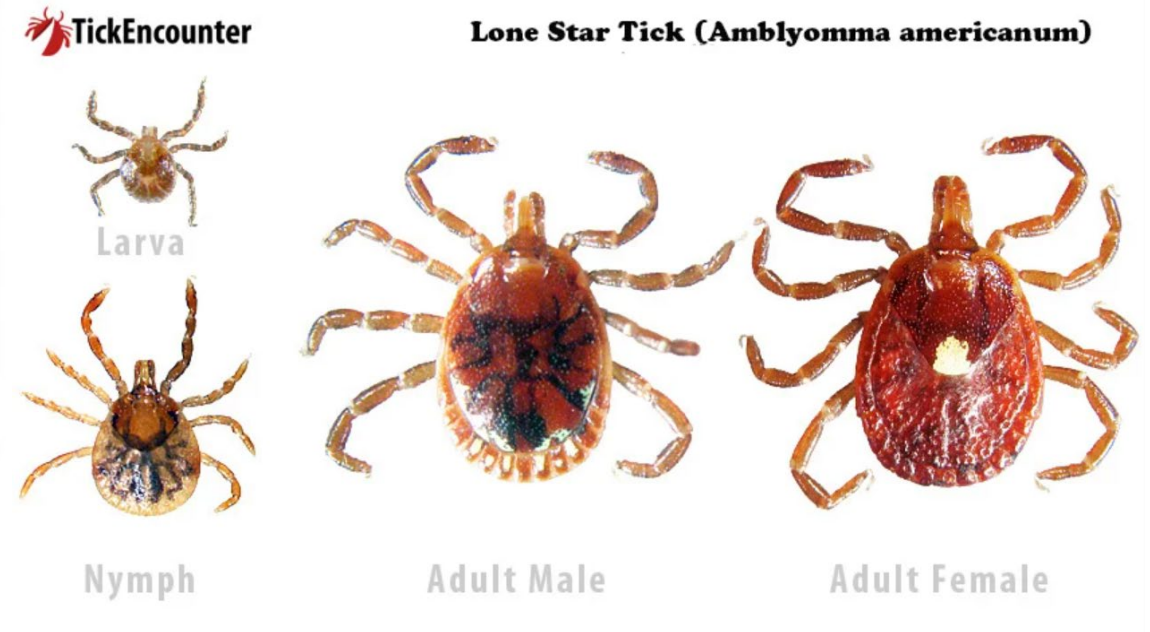 TickEncounter
Lone Star Tick (Amblyomma americanum)
Larva
Nymph
Adult Male
Adult Female